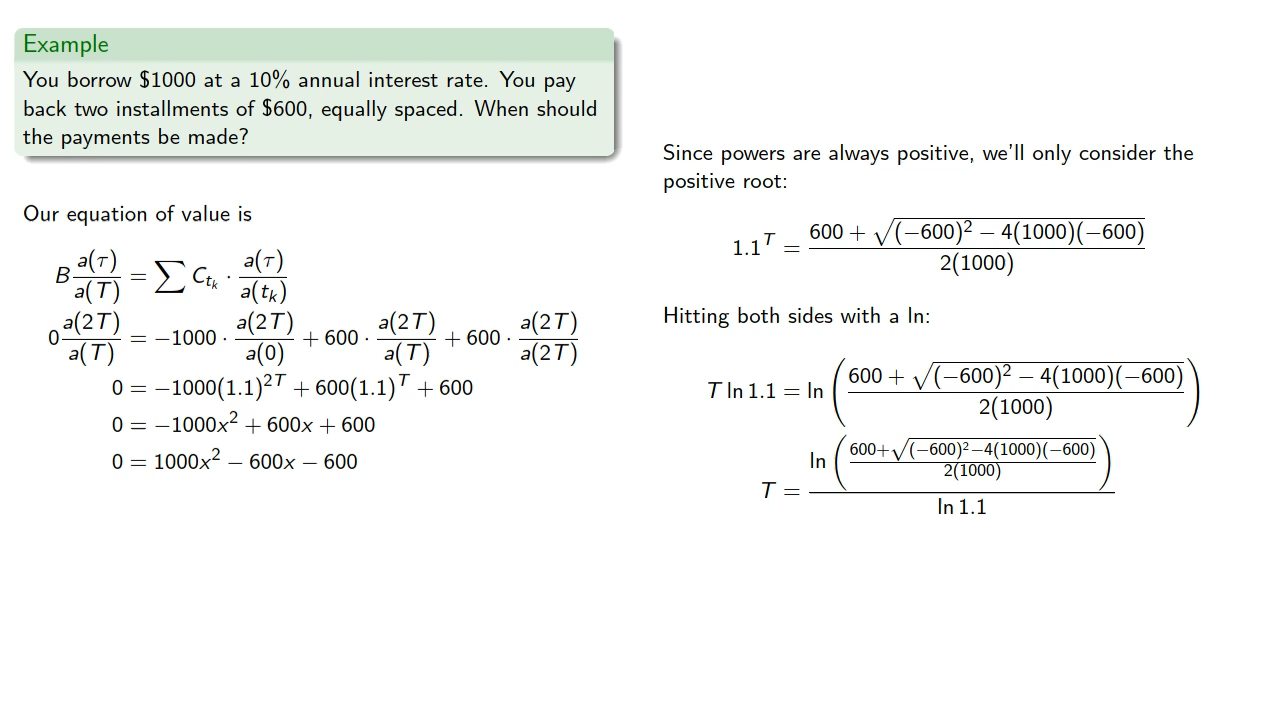 Example
You borrow $1000 at a 10% annual interest rate. You pay
back two installments of $600, equally spaced. When should
the payments be made?
Our equation of value is
B a(τ)/a(T) = ∑ C_{t_k} · a(τ)/a(t_k)
0 a(2T)/a(T) = −1000 · a(2T)/a(0) + 600 · a(2T)/a(T) + 600 · a(2T)/a(2T)
0 = −1000(1.1)^{2T} + 600(1.1)^T + 600
0 = −1000x² + 600x + 600
0 = 1000x² − 600x − 600
Since powers are always positive, we'll only consider the
positive root:
1.1^T = (600 + √((−600)² − 4(1000)(−600)))/(2(1000))
Hitting both sides with a ln:
T ln 1.1 = ln((600 + √((−600)² − 4(1000)(−600)))/(2(1000)))
T = ln((600+√((−600)²−4(1000)(−600)))/(2(1000)))/(ln 1.1)